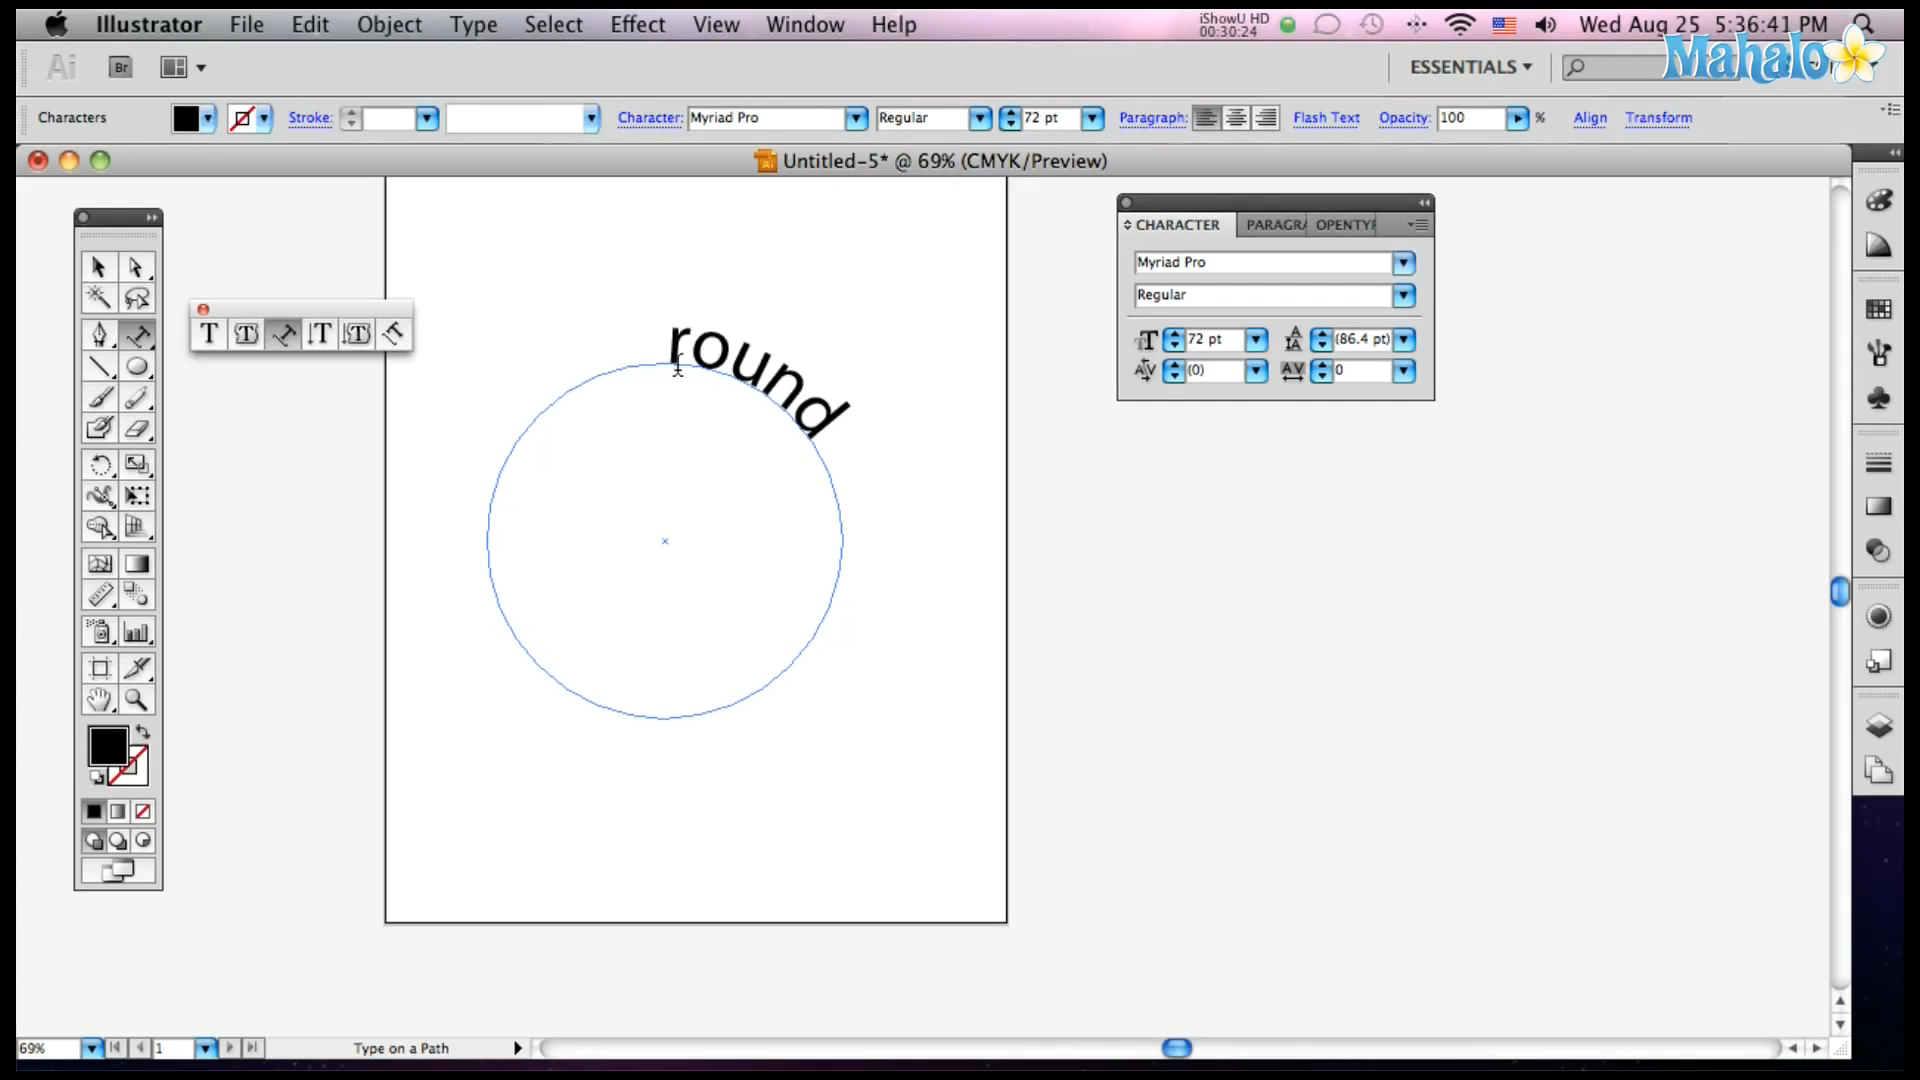 Illustrator File Edit Object Type Select Effect View Window Help iShowU HD 00:30:24 Wed Aug 25 5:36:41 PM
Mahalo
Ai Br ESSENTIALS
Characters Stroke: Character: Myriad Pro Regular 72 pt Paragraph: Flash Text Opacity: 100 % Align Transform
Untitled-5* @ 69% (CMYK/Preview)
CHARACTER PARAGRA OPENTY
Myriad Pro
Regular
72 pt (86.4 pt)
(0) 0
round
69% 1 Type on a Path